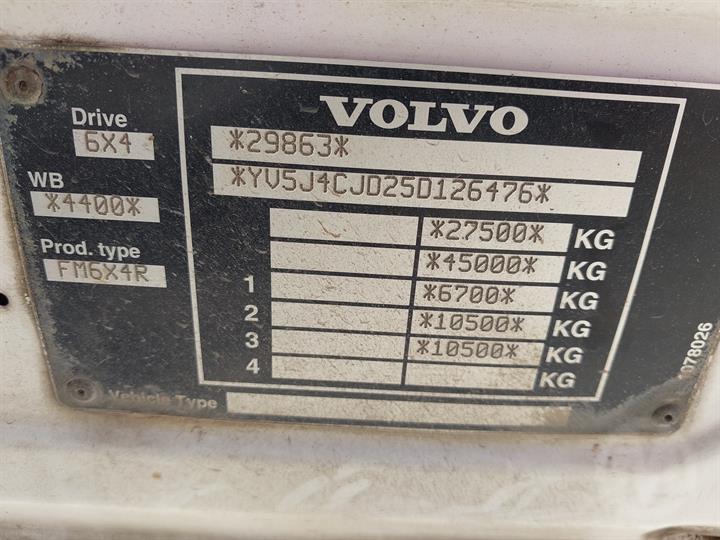 VOLVO
Drive
6X4
*29863*
WB
*4400*
*YV5J4CJD25D126476*
Prod. type
FM6X4R
*27500* KG
*45000* KG
1 *6700* KG
2 *10500* KG
3 *10500* KG
4 KG
Vehicle Type
078026